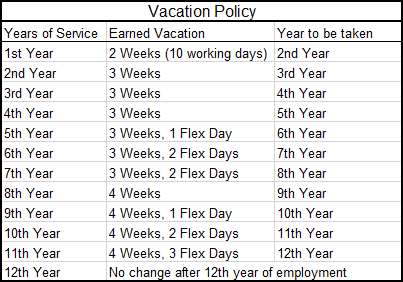 Vacation Policy
Years of Service Earned Vacation Year to be taken
1st Year 2 Weeks (10 working days) 2nd Year
2nd Year 3 Weeks 3rd Year
3rd Year 3 Weeks 4th Year
4th Year 3 Weeks 5th Year
5th Year 3 Weeks, 1 Flex Day 6th Year
6th Year 3 Weeks, 2 Flex Days 7th Year
7th Year 3 Weeks, 2 Flex Days 8th Year
8th Year 4 Weeks 9th Year
9th Year 4 Weeks, 1 Flex Day 10th Year
10th Year 4 Weeks, 2 Flex Days 11th Year
11th Year 4 Weeks, 3 Flex Days 12th Year
12th Year No change after 12th year of employment